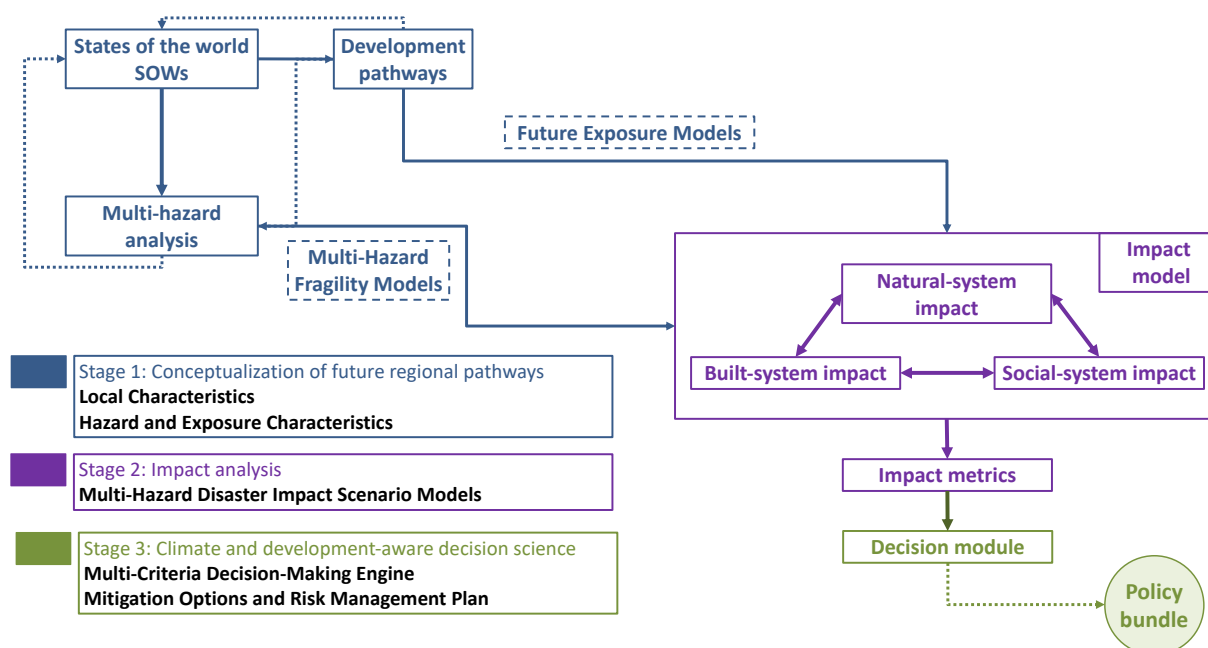 States of the world
SOWs
Development
pathways
Future Exposure Models
Multi-hazard
analysis
Multi-Hazard
Fragility Models
Impact
model
Natural-system
impact
Built-system impact
Social-system impact
Stage 1: Conceptualization of future regional pathways
Local Characteristics
Hazard and Exposure Characteristics
Stage 2: Impact analysis
Multi-Hazard Disaster Impact Scenario Models
Impact metrics
Stage 3: Climate and development-aware decision science
Multi-Criteria Decision-Making Engine
Mitigation Options and Risk Management Plan
Decision module
Policy
bundle